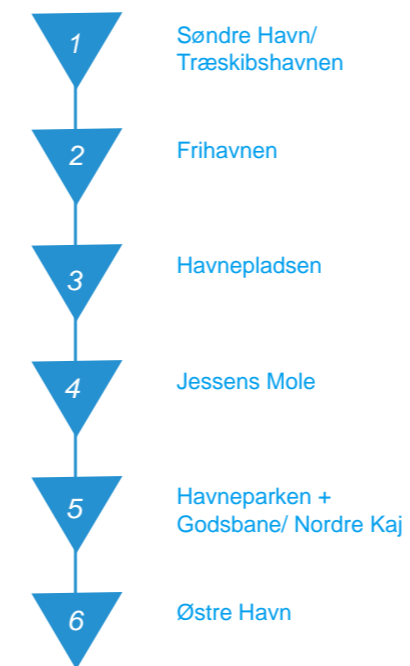 1
Søndre Havn/
Træskibshavnen
2
Frihavnen
3
Havnepladsen
4
Jessens Mole
5
Havneparken +
Godsbane/ Nordre Kaj
6
Østre Havn